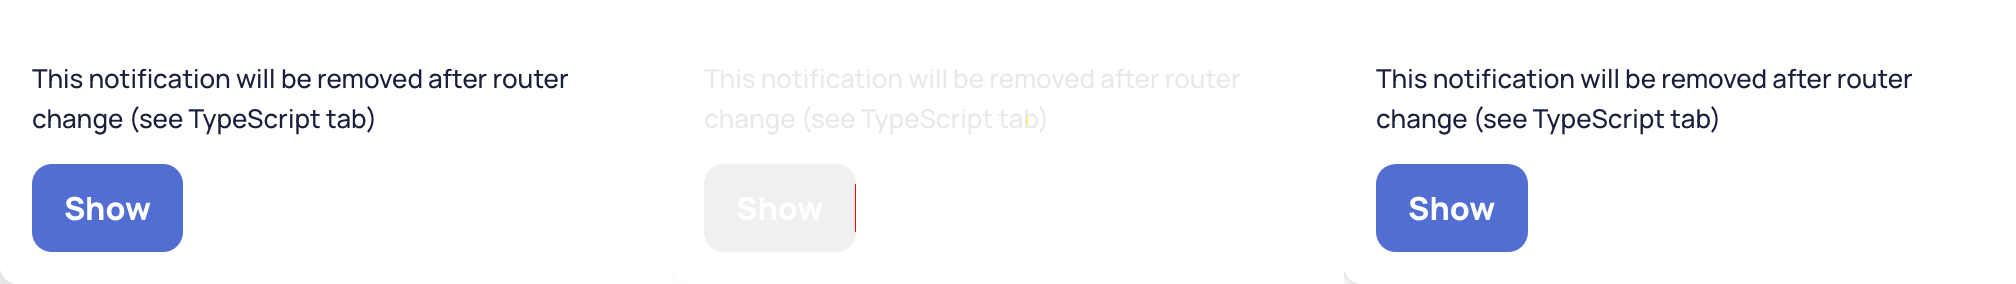 This notification will be removed after router
change (see TypeScript tab)
Show
This notification will be removed after router
change (see TypeScript tab)
Show
This notification will be removed after router
change (see TypeScript tab)
Show